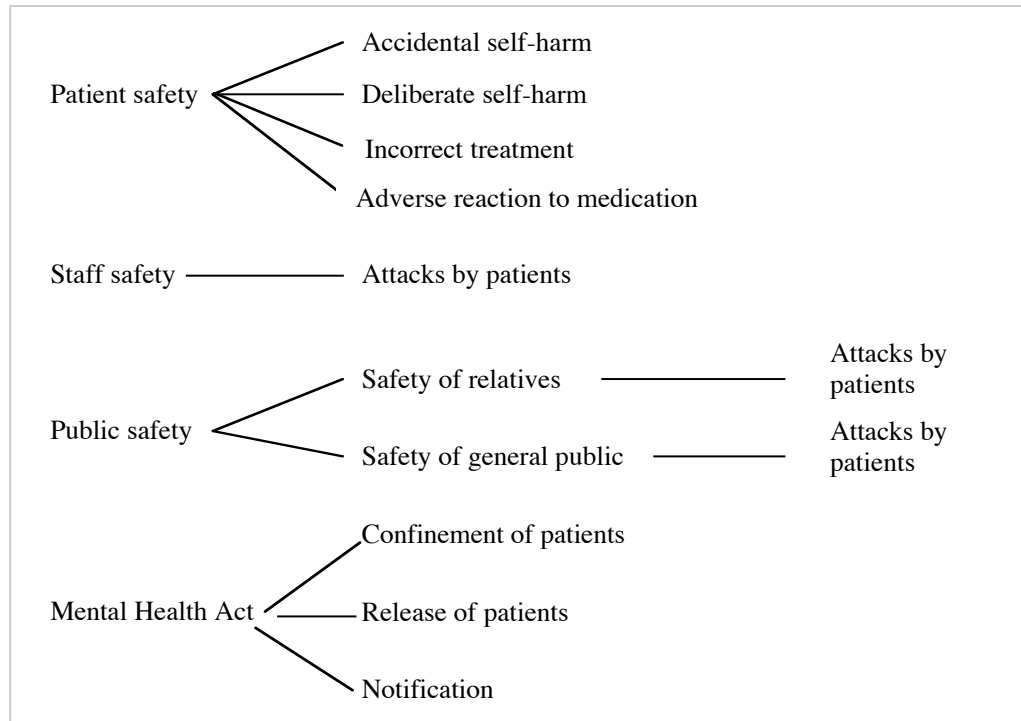 Accidental self-harm
Patient safety
Deliberate self-harm
Incorrect treatment
Adverse reaction to medication
Staff safety
Attacks by patients
Public safety
Safety of relatives
Attacks by
patients
Safety of general public
Attacks by
patients
Mental Health Act
Confinement of patients
Release of patients
Notification